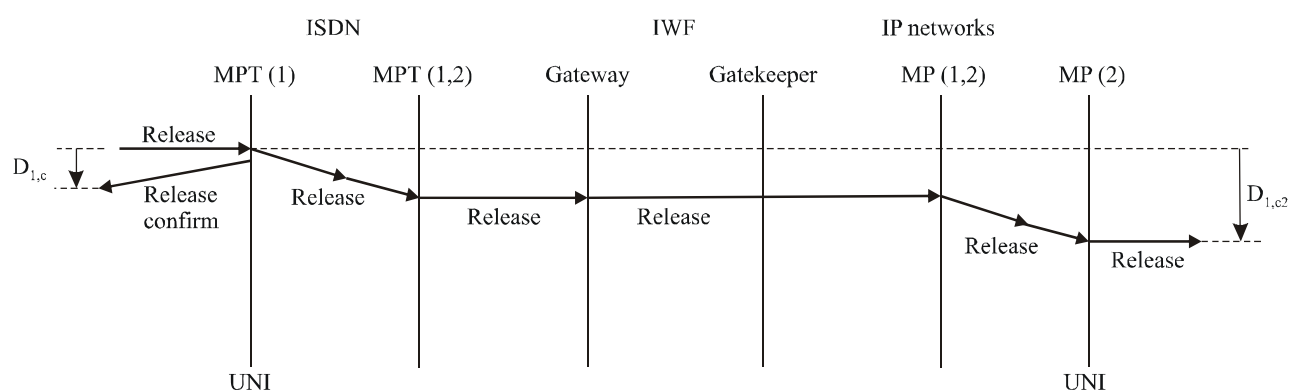 ISDN IWF IP networks
MPT (1) MPT (1,2) Gateway Gatekeeper MP (1,2) MP (2)
Release
D1,c
Release
confirm
Release
Release
Release
Release
Release
D1,c2
UNI UNI